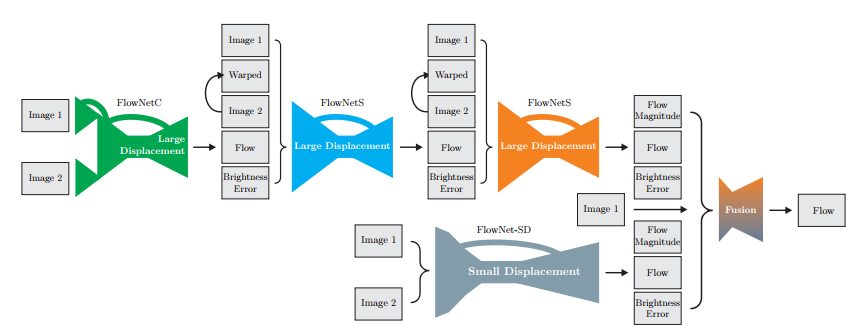 Image 1
Image 2
FlowNetC
Large
Displacement
Image 1
Warped
Image 2
Flow
Brightness
Error
FlowNetS
Large Displacement
Image 1
Warped
Image 2
Flow
Brightness
Error
FlowNetS
Large Displacement
Flow
Magnitude
Flow
Brightness
Error
Image 1
Image 1
Image 2
FlowNet-SD
Small Displacement
Flow
Magnitude
Flow
Brightness
Error
Fusion
Flow